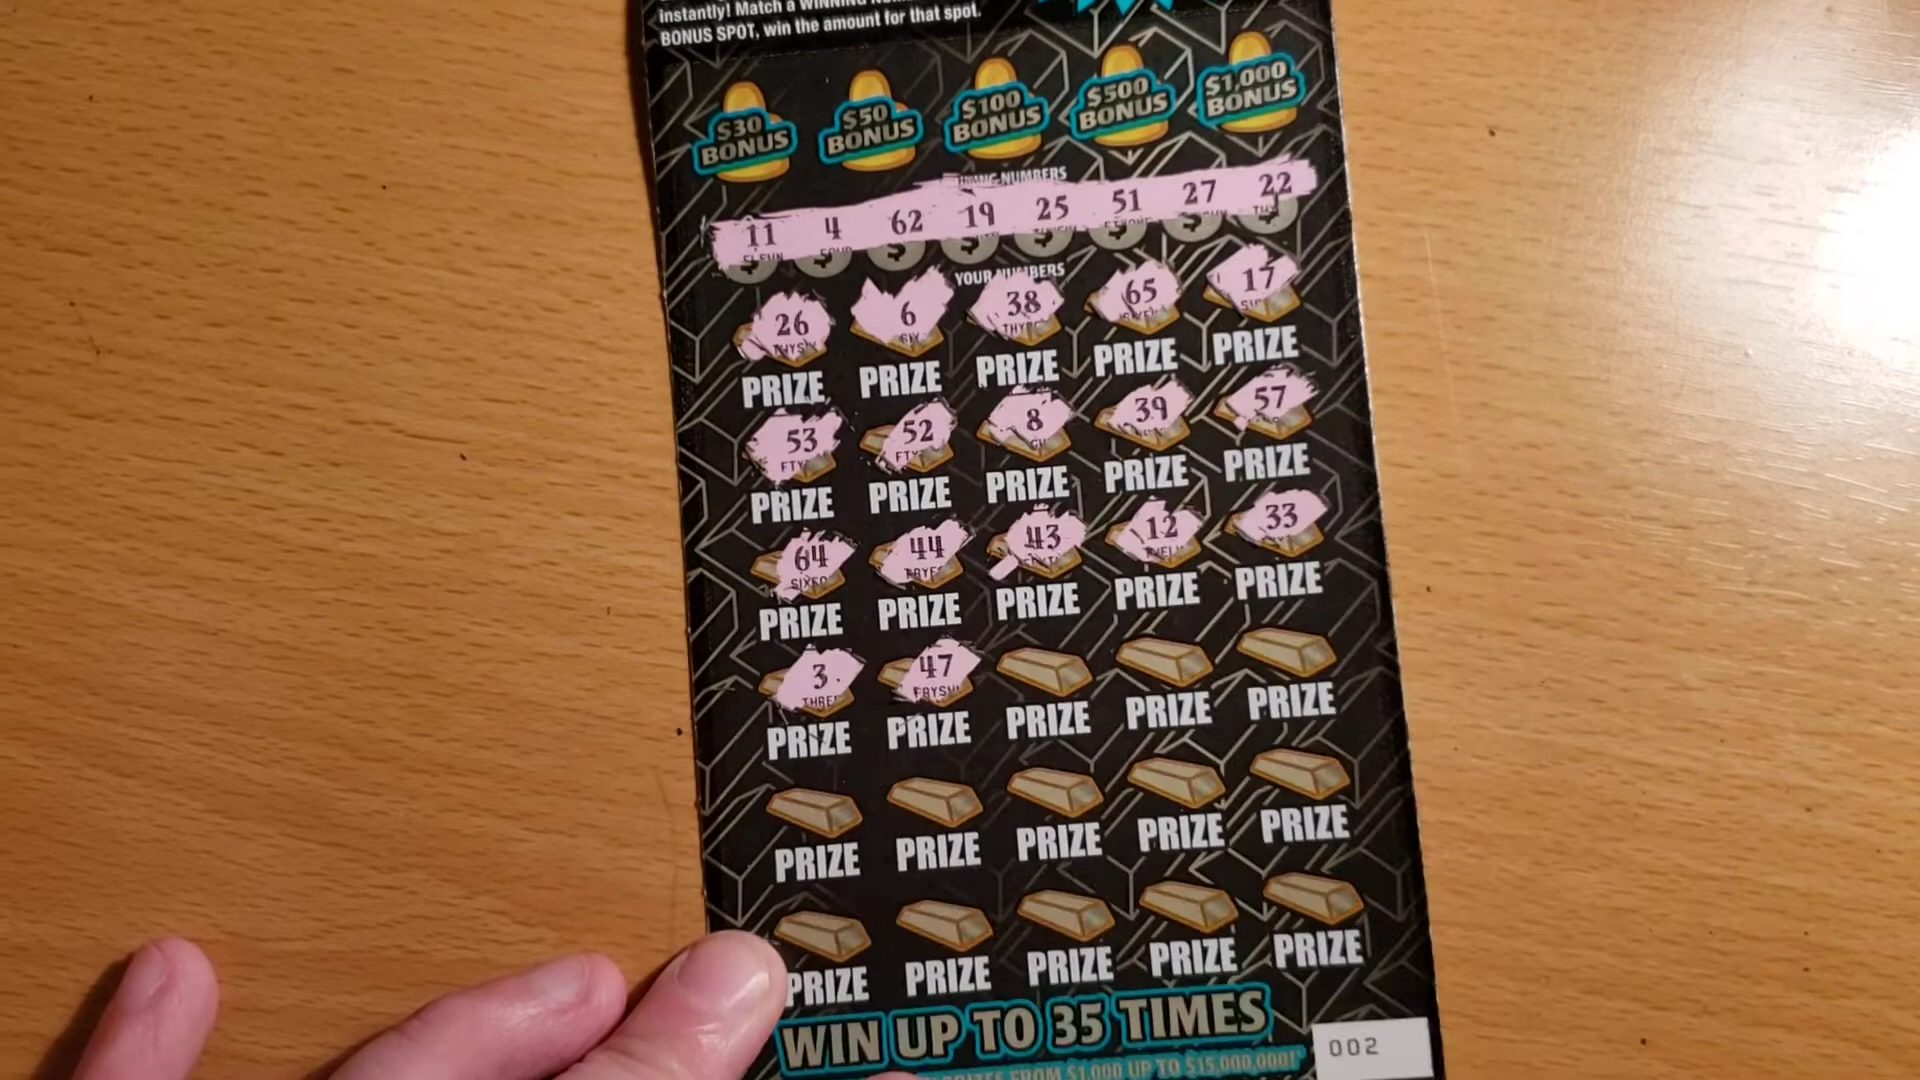 instantly! Match a WINNING
BONUS SPOT, win the amount for that spot.
$30 BONUS $50 BONUS $100 BONUS $500 BONUS $1,000 BONUS
NUMBERS
11 4 62 19 25 51 27 22
YOUR NUMBERS
26 6 38 65 17
SIX
PRIZE PRIZE PRIZE PRIZE PRIZE
53 52 8 39 57
PRIZE PRIZE PRIZE PRIZE PRIZE
64 44 43 12 33
PRIZE PRIZE PRIZE PRIZE PRIZE
3 47
PRIZE PRIZE PRIZE PRIZE PRIZE
PRIZE PRIZE PRIZE PRIZE PRIZE
PRIZE PRIZE PRIZE PRIZE PRIZE
WIN UP TO 35 TIMES
PRIZES FROM $1,000 UP TO $15,000,000!
002